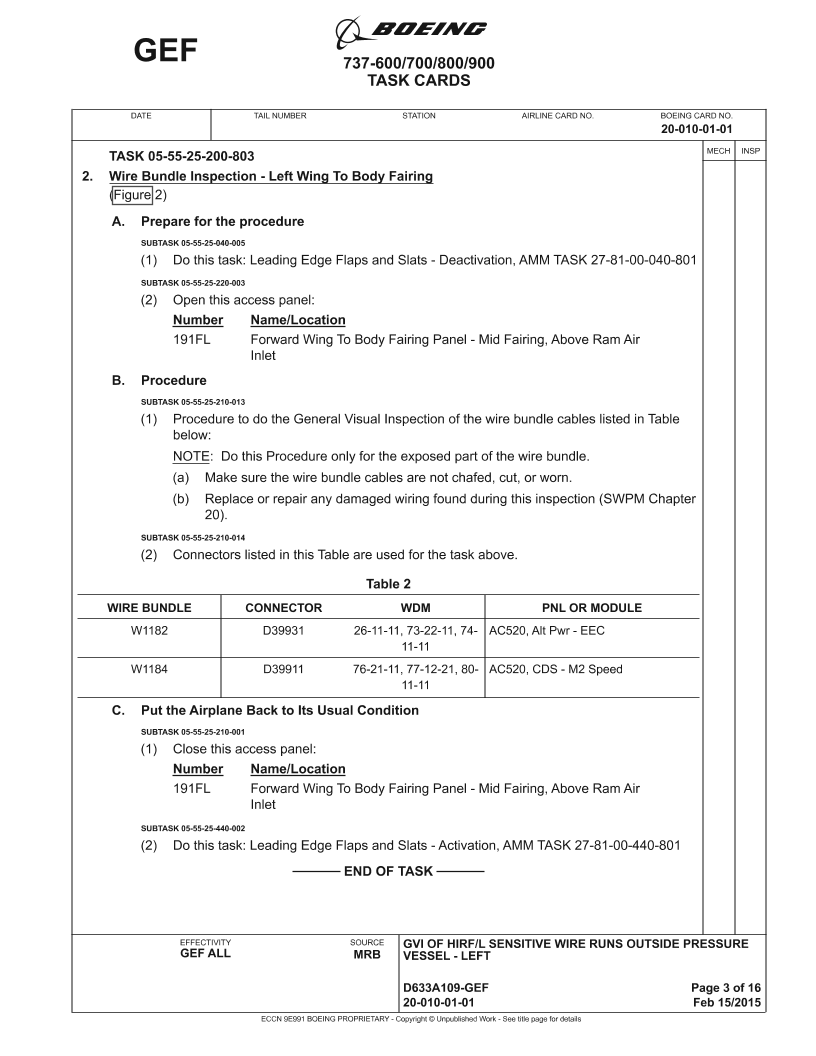 GEF
BOEING
737-600/700/800/900
TASK CARDS
DATE
TAIL NUMBER
STATION
AIRLINE CARD NO.
BOEING CARD NO.
20-010-01-01
MECH
INSP
TASK 05-55-25-200-803
2. Wire Bundle Inspection - Left Wing To Body Fairing
(Figure 2)
A. Prepare for the procedure
SUBTASK 05-55-25-040-005
(1) Do this task: Leading Edge Flaps and Slats - Deactivation, AMM TASK 27-81-00-040-801
SUBTASK 05-55-25-220-003
(2) Open this access panel:
Number Name/Location
191FL Forward Wing To Body Fairing Panel - Mid Fairing, Above Ram Air
Inlet
B. Procedure
SUBTASK 05-55-25-210-013
(1) Procedure to do the General Visual Inspection of the wire bundle cables listed in Table
below:
NOTE: Do this Procedure only for the exposed part of the wire bundle.
(a) Make sure the wire bundle cables are not chafed, cut, or worn.
(b) Replace or repair any damaged wiring found during this inspection (SWPM Chapter
20).
SUBTASK 05-55-25-210-014
(2) Connectors listed in this Table are used for the task above.
Table 2
WIRE BUNDLE CONNECTOR WDM PNL OR MODULE
W1182 D39931 26-11-11, 73-22-11, 74- AC520, Alt Pwr - EEC
11-11
W1184 D39911 76-21-11, 77-12-21, 80- AC520, CDS - M2 Speed
11-11
C. Put the Airplane Back to Its Usual Condition
SUBTASK 05-55-25-210-001
(1) Close this access panel:
Number Name/Location
191FL Forward Wing To Body Fairing Panel - Mid Fairing, Above Ram Air
Inlet
SUBTASK 05-55-25-440-002
(2) Do this task: Leading Edge Flaps and Slats - Activation, AMM TASK 27-81-00-440-801
END OF TASK
EFFECTIVITY
GEF ALL
SOURCE
MRB
GVI OF HIRF/L SENSITIVE WIRE RUNS OUTSIDE PRESSURE
VESSEL - LEFT
D633A109-GEF Page 3 of 16
20-010-01-01 Feb 15/2015
ECCN 9E991 BOEING PROPRIETARY - Copyright © Unpublished Work - See title page for details